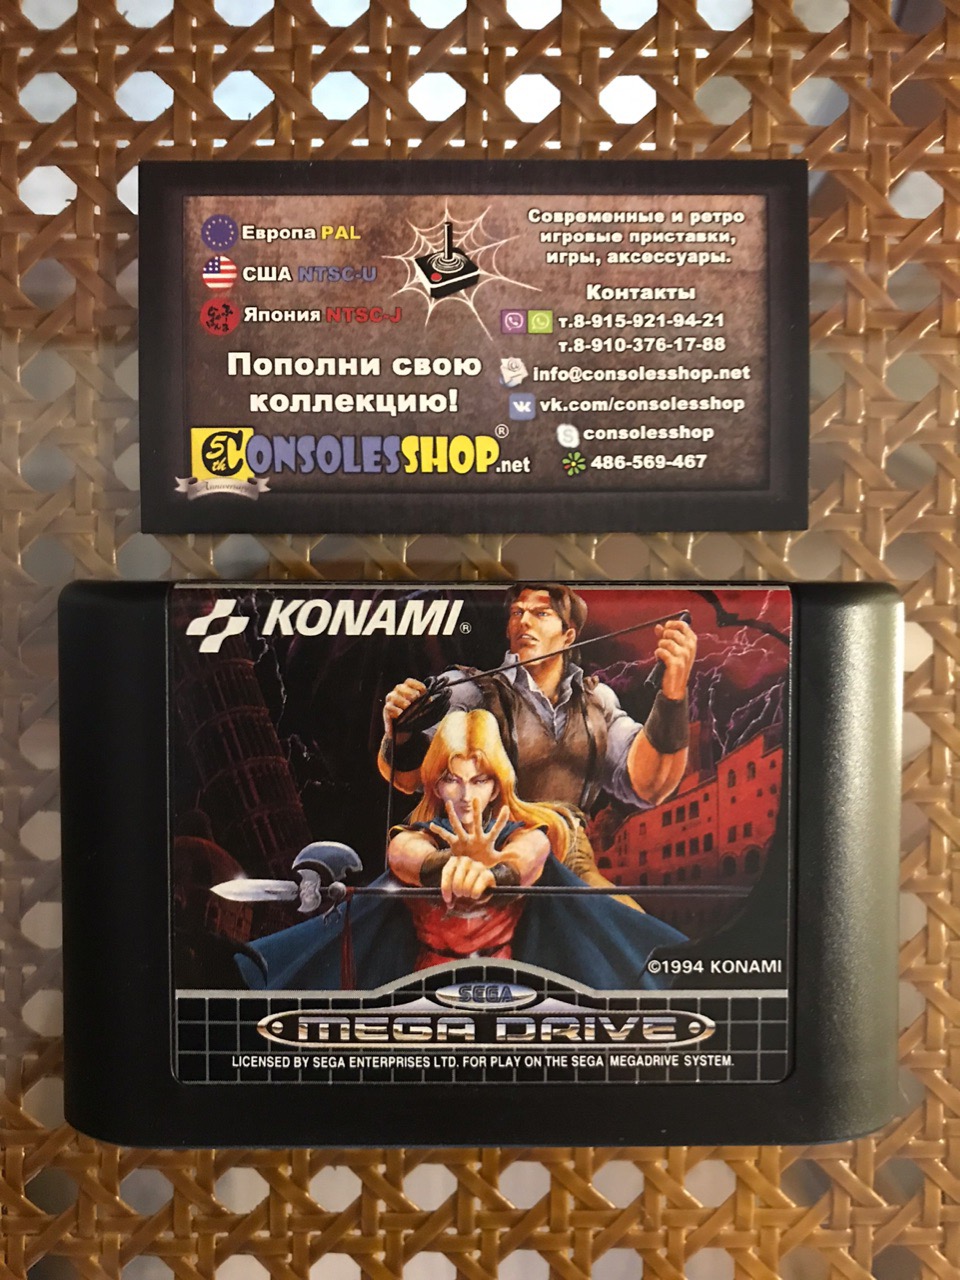 Европа PAL
США NTSC-U
Япония NTSC-J
Пополни свою
коллекцию!
5th CONSOLESSHOP.net®
Anniversary
Современные и ретро
игровые приставки,
игры, аксессуары.
Контакты
т.8-915-921-94-21
т.8-910-376-17-88
info@consolesshop.net
vk.com/consolesshop
consolesshop
486-569-467
KONAMI®
©1994 KONAMI
SEGA
MEGA DRIVE
LICENSED BY SEGA ENTERPRISES LTD. FOR PLAY ON THE SEGA MEGADRIVE SYSTEM.